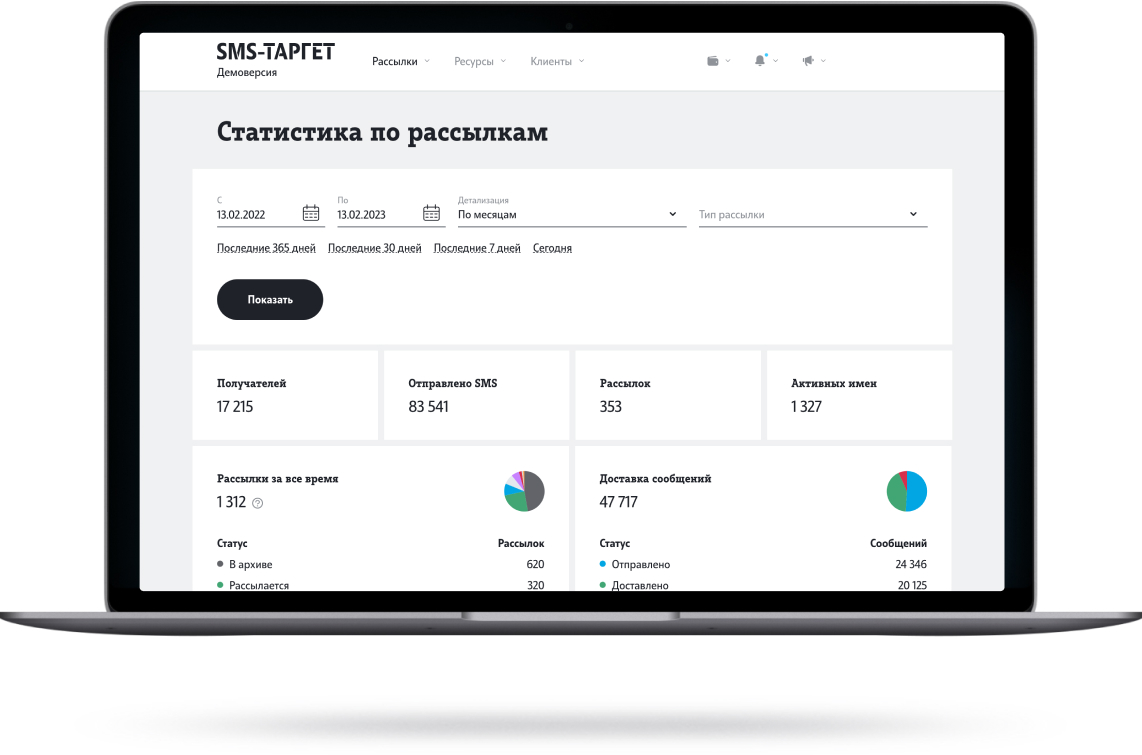 SMS-ТАРГЕТ
Демоверсия
Рассылки Ресурсы Клиенты
Статистика по рассылкам
С По Детализация
13.02.2022 13.02.2023 По месяцам Тип рассылки
Последние 365 дней Последние 30 дней Последние 7 дней Сегодня
Показать
Получателей Отправлено SMS Рассылок Активных имен
17 215 83 541 353 1 327
Рассылки за все время Доставка сообщений
1 312 ? 47 717
Статус Рассылок Статус Сообщений
В архиве 620 Отправлено 24 346
Рассылается 320 Доставлено 20 125